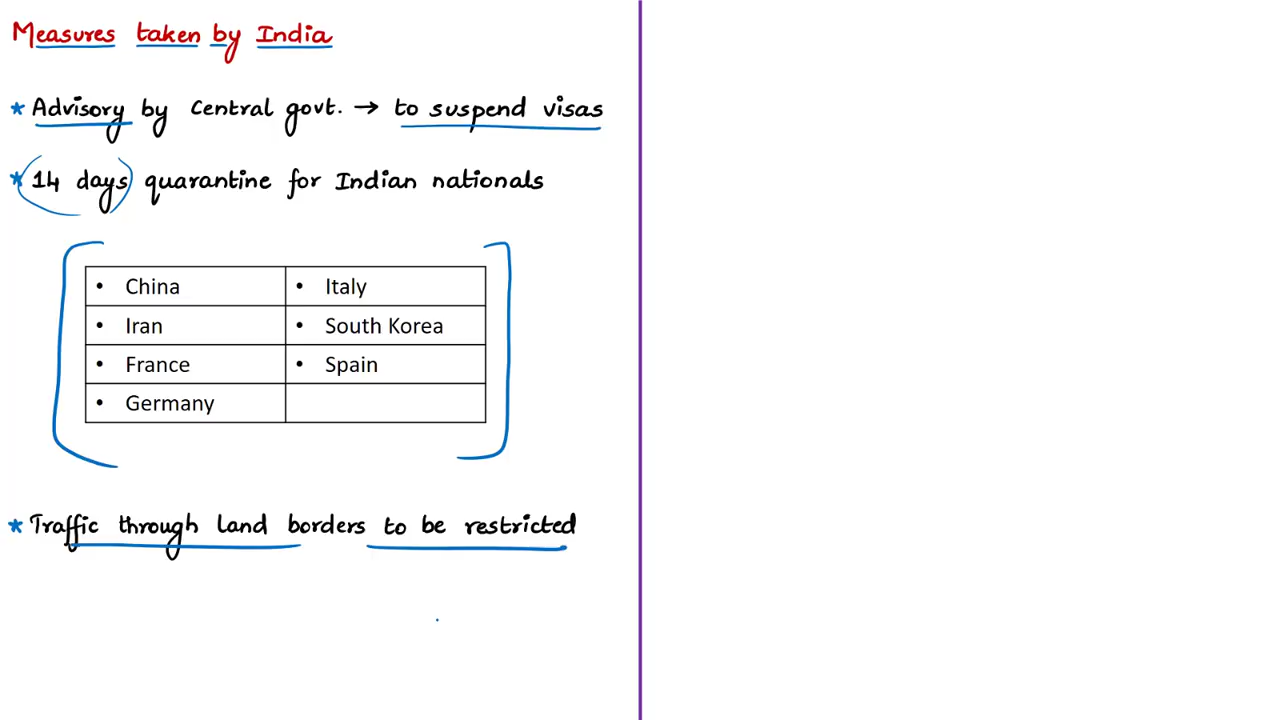 Measures taken by India
* Advisory by Central govt. → to suspend visas
* 14 days quarantine for Indian nationals
• China • Italy
• Iran • South Korea
• France • Spain
• Germany
* Traffic through land borders to be restricted